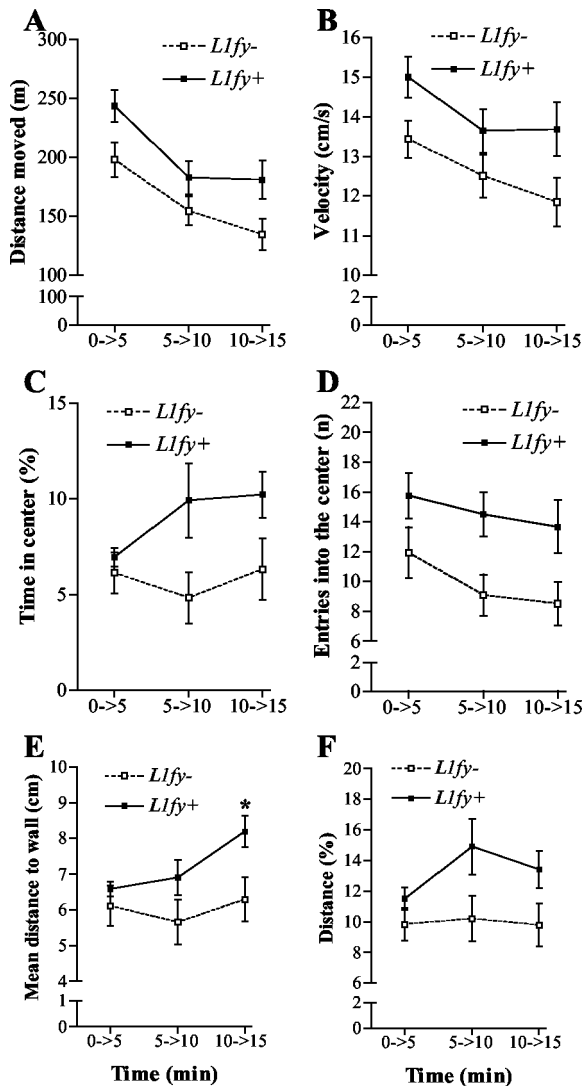 A
B
L1fy-
L1fy+
Distance moved (m)
300
250
200
150
100
100
0
0->5 5->10 10->15
L1fy-
L1fy+
Velocity (cm/s)
16
15
14
13
12
11
10
2
0
0->5 5->10 10->15
C
D
L1fy-
L1fy+
Time in center (%)
15
10
5
0
0->5 5->10 10->15
L1fy-
L1fy+
Entries into the center (n)
22
20
18
16
14
12
10
8
6
2
0
0->5 5->10 10->15
E
F
L1fy-
L1fy+
*
Mean distance to wall (cm)
9
8
7
6
5
4
1
0
0->5 5->10 10->15
Time (min)
L1fy-
L1fy+
Distance (%)
20
18
16
14
12
10
8
6
2
0
0->5 5->10 10->15
Time (min)